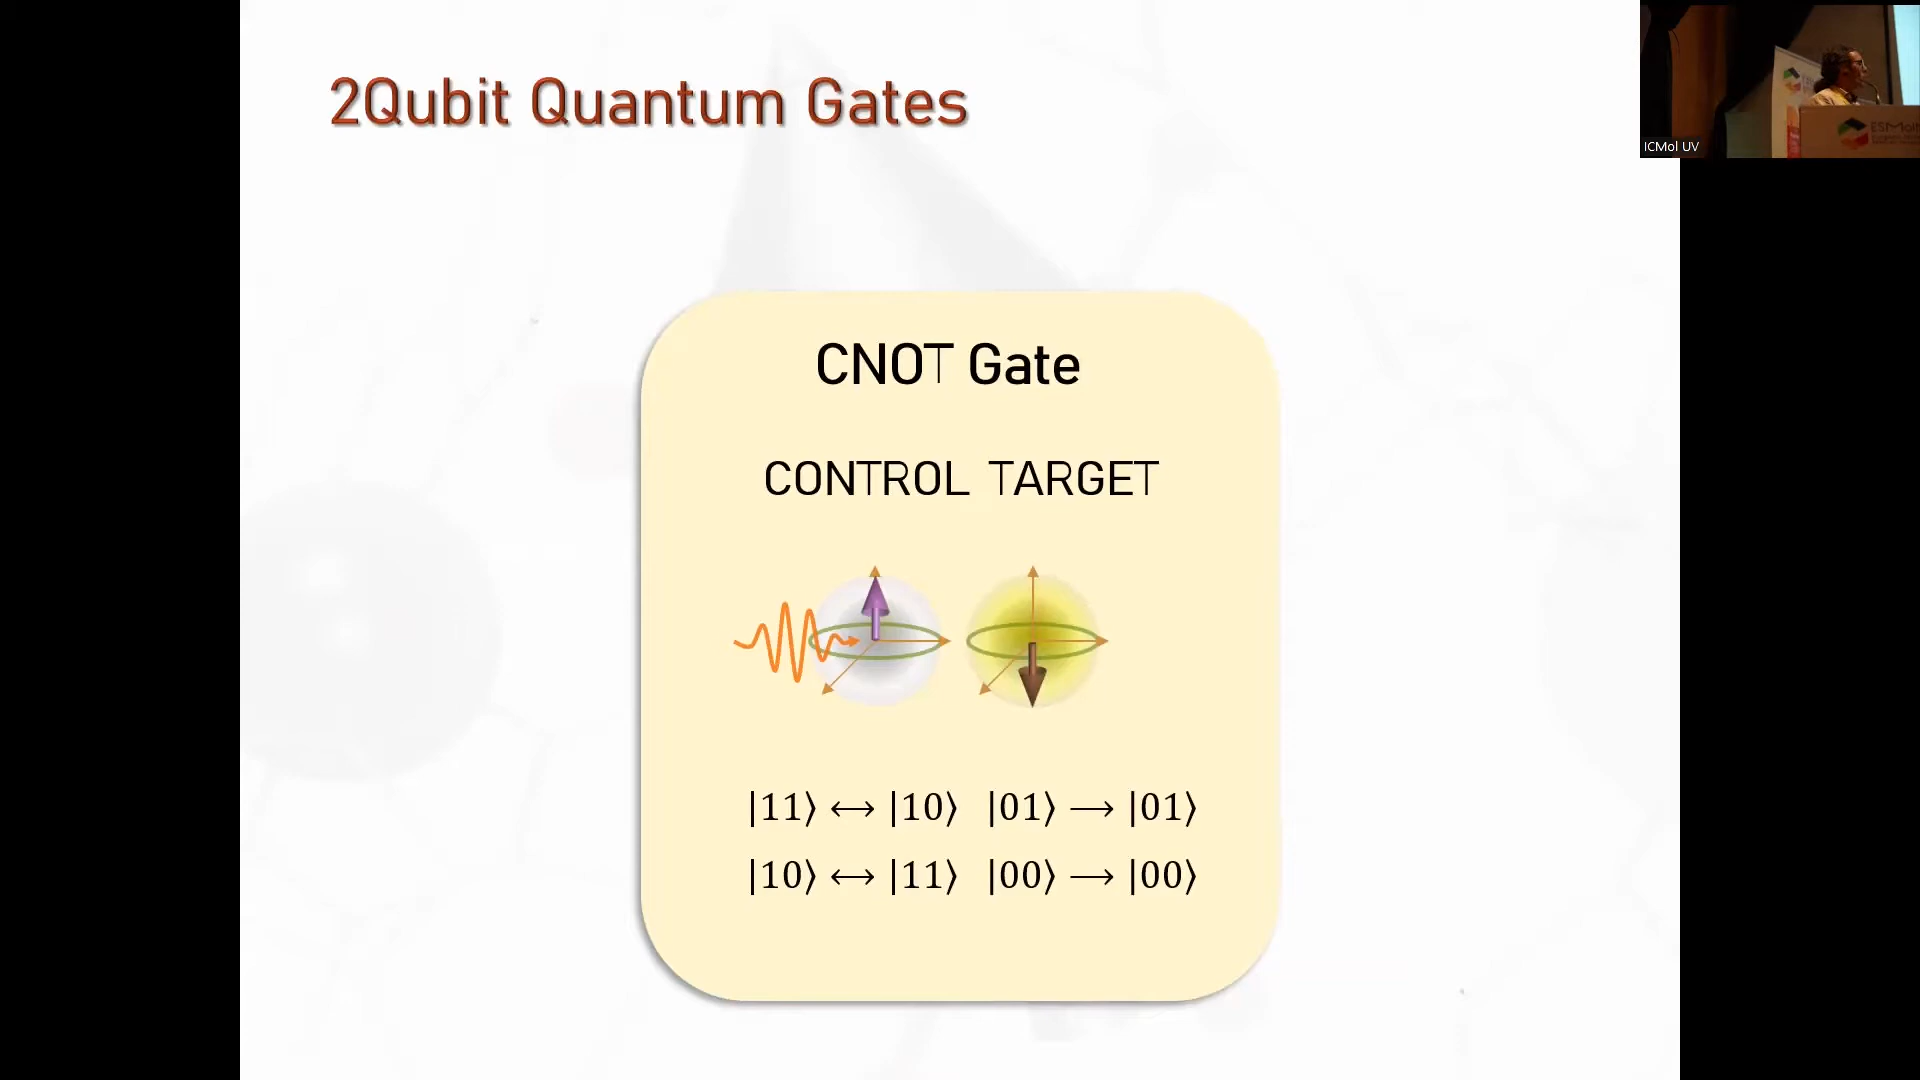 2Qubit Quantum Gates
ICMol UV
CNOT Gate
CONTROL TARGET
|11⟩ ⟷ |10⟩ |01⟩ ⟶ |01⟩
|10⟩ ⟷ |11⟩ |00⟩ ⟶ |00⟩